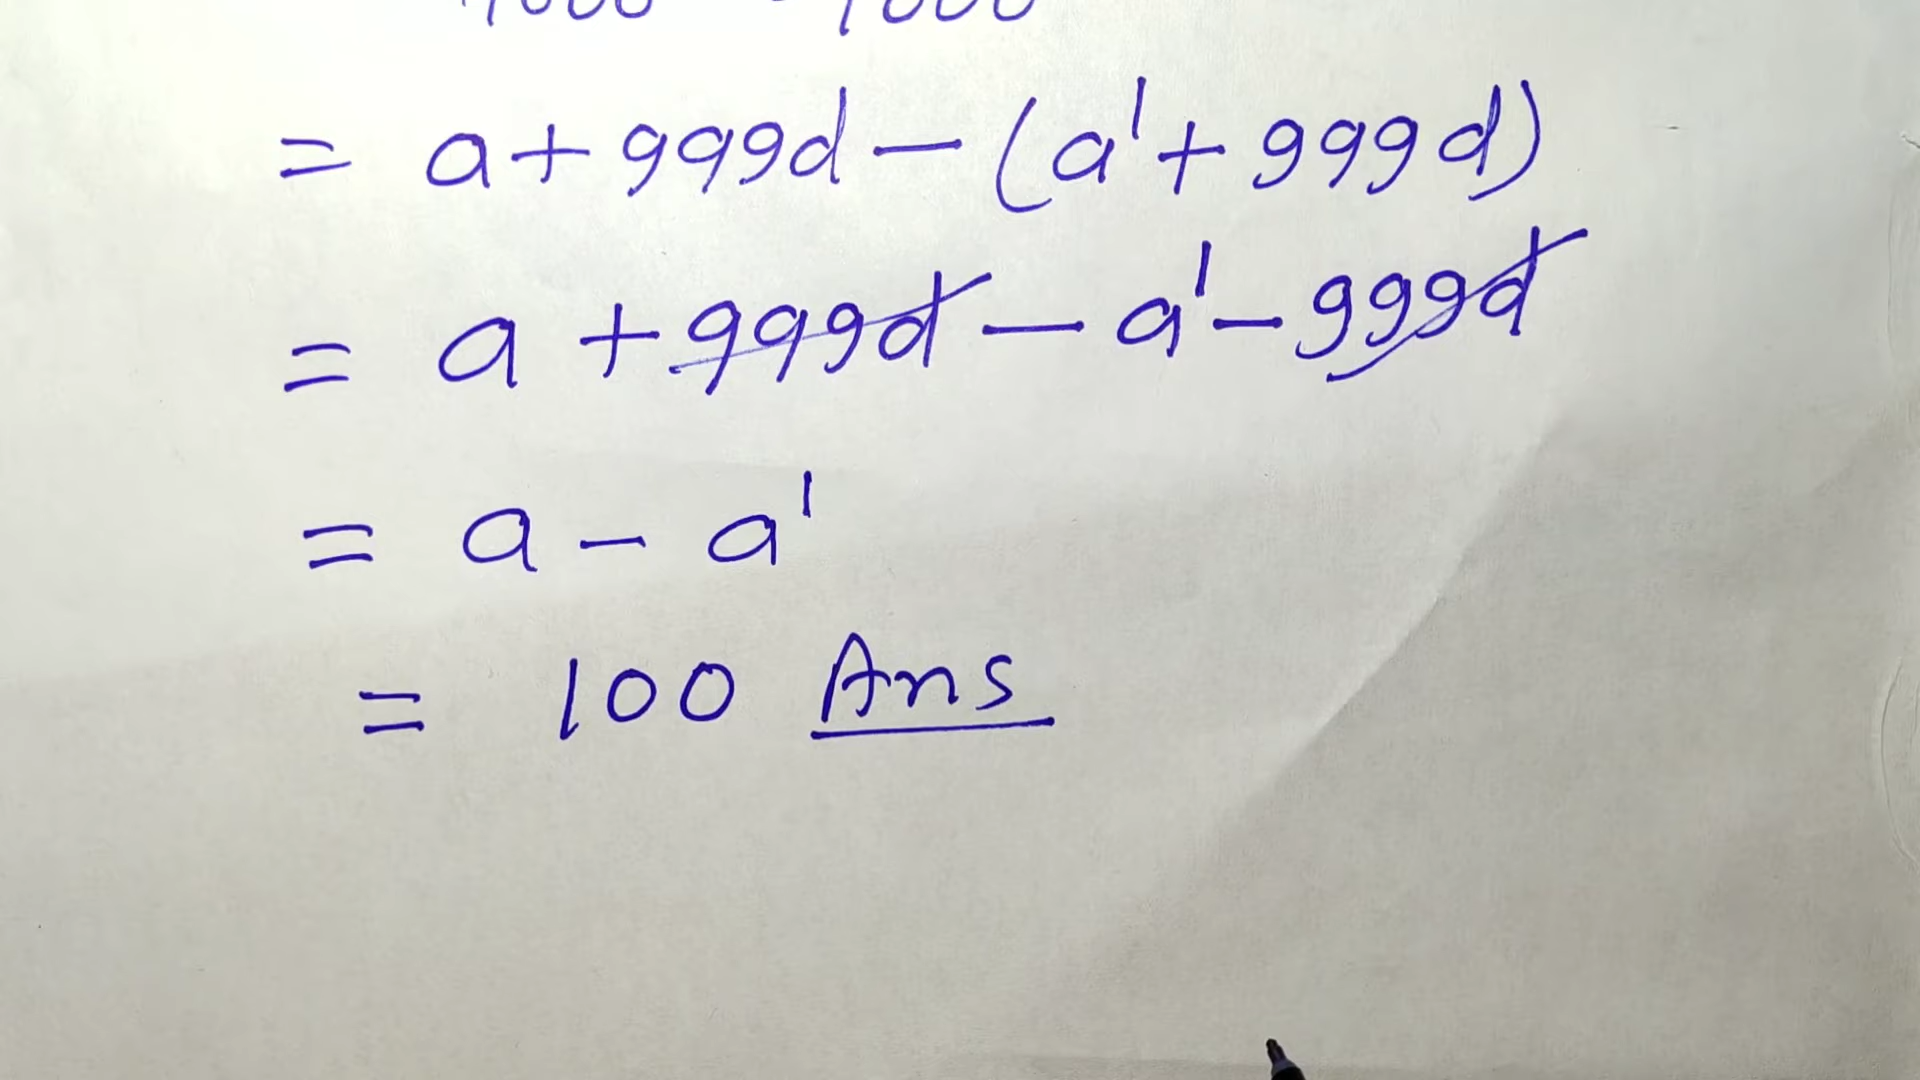 = a + 999d - (a' + 999d)
= a + 999d - a' - 999d
= a - a'
= 100 Ans